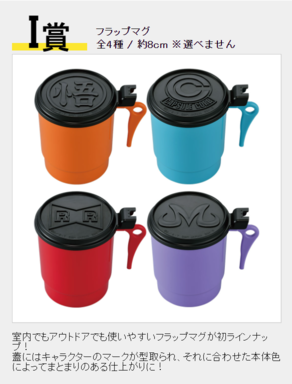 I賞
フラップマグ
全4種 / 約8cm ※選べません
悟
C
CAPSULE CORP.
R R
室内でもアウトドアでも使いやすいフラップマグが初ラインナッ
プ!
蓋にはキャラクターのマークが型取られ、それに合わせた本体色
によってまとまりのある仕上がりに!